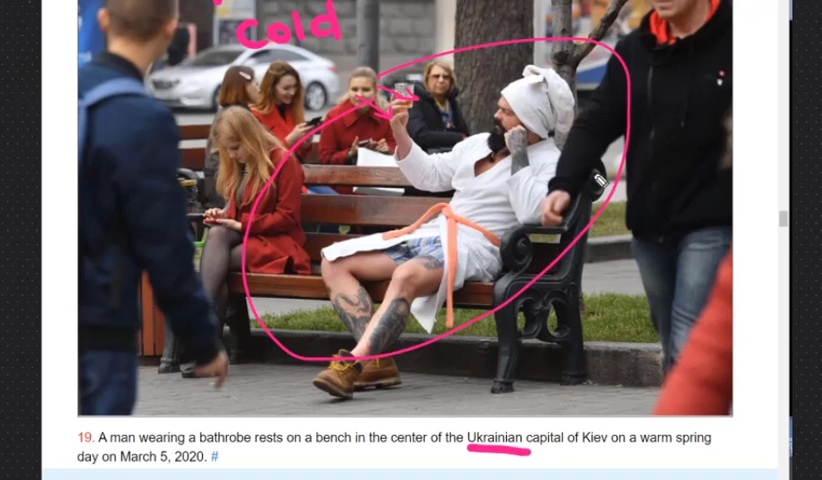 cold
19. A man wearing a bathrobe rests on a bench in the center of the Ukrainian capital of Kiev on a warm spring
day on March 5, 2020. #